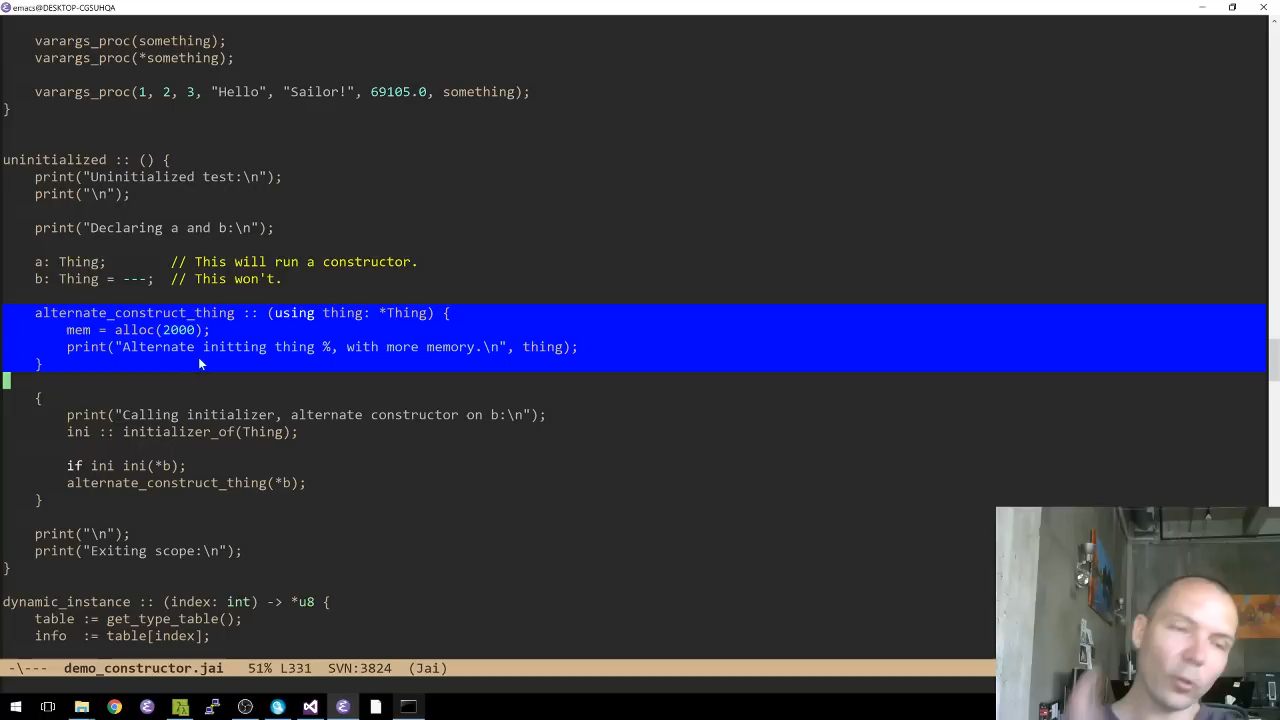 emacs@DESKTOP-CGSUHQA
varargs_proc(something);
varargs_proc(*something);
varargs_proc(1, 2, 3, "Hello", "Sailor!", 69105.0, something);
}
uninitialized :: () {
print("Uninitialized test:\n");
print("\n");
print("Declaring a and b:\n");
a: Thing;        // This will run a constructor.
b: Thing = ---;  // This won't.
alternate_construct_thing :: (using thing: *Thing) {
mem = alloc(2000);
print("Alternate initting thing %, with more memory.\n", thing);
}
{
print("Calling initializer, alternate constructor on b:\n");
ini :: initializer_of(Thing);
if ini ini(*b);
alternate_construct_thing(*b);
}
print("\n");
print("Exiting scope:\n");
}
dynamic_instance :: (index: int) -> *u8 {
table := get_type_table();
info  := table[index];
-\---  demo_constructor.jai   51% L331   SVN:3824  (Jai)